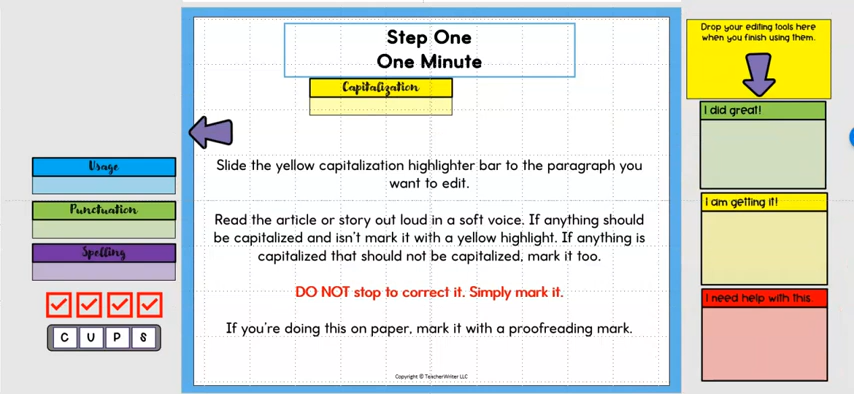 Step One
One Minute
Capitalization
Slide the yellow capitalization highlighter bar to the paragraph you
want to edit.
Read the article or story out loud in a soft voice. If anything should
be capitalized and isn't mark it with a yellow highlight. If anything is
capitalized that should not be capitalized, mark it too.
DO NOT stop to correct it. Simply mark it.
If you're doing this on paper, mark it with a proofreading mark.
Copyright © TeacherWriter LLC
Usage
Punctuation
Spelling
C U P S
Drop your editing tools here
when you finish using them.
I did great!
I am getting it!
I need help with this.